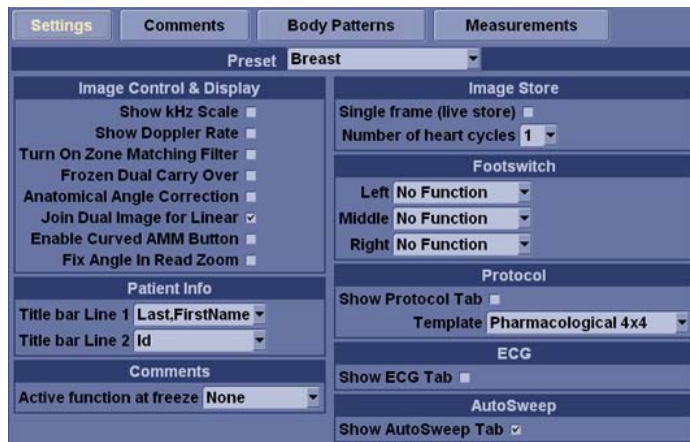 Settings
Comments
Body Patterns
Measurements
Preset Breast
Image Control & Display
Show kHz Scale
Show Doppler Rate
Turn On Zone Matching Filter
Frozen Dual Carry Over
Anatomical Angle Correction
Join Dual Image for Linear
Enable Curved AMM Button
Fix Angle In Read Zoom
Patient Info
Title bar Line 1 Last,FirstName
Title bar Line 2 Id
Comments
Active function at freeze None
Image Store
Single frame (live store)
Number of heart cycles 1
Footswitch
Left No Function
Middle No Function
Right No Function
Protocol
Show Protocol Tab
Template Pharmacological 4x4
ECG
Show ECG Tab
AutoSweep
Show AutoSweep Tab